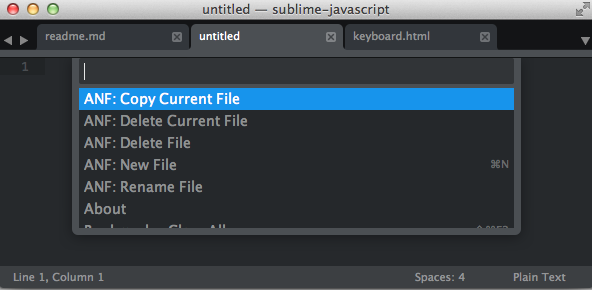 untitled — sublime-javascript
readme.md
untitled
keyboard.html
1
ANF: Copy Current File
ANF: Delete Current File
ANF: Delete File
ANF: New File ⌘N
ANF: Rename File
About
Line 1, Column 1
Spaces: 4
Plain Text